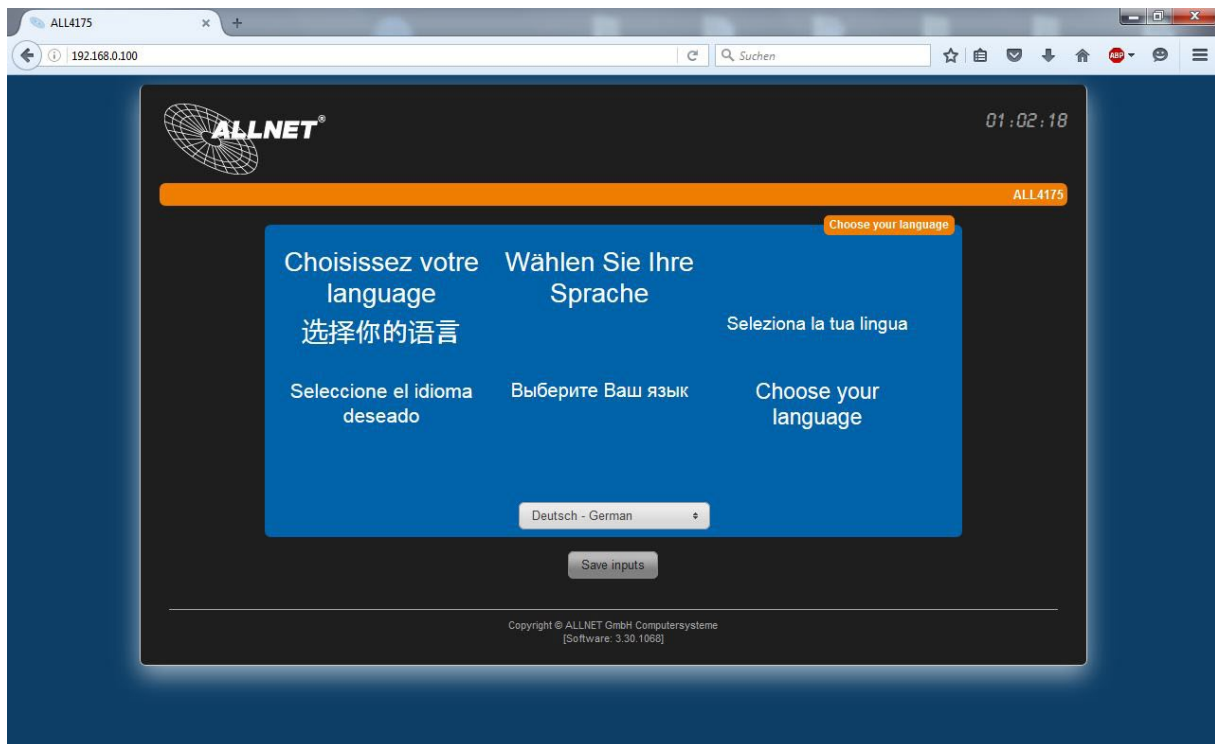 ALL4175
192.168.0.100
Suchen
ABP
ALLNET®
01:02:18
ALL4175
Choose your language
Choisissez votre
language
选择你的语言
Wählen Sie Ihre
Sprache
Seleziona la tua lingua
Seleccione el idioma
deseado
Выберите Ваш язык
Choose your
language
Deutsch - German
Save inputs
Copyright © ALLNET GmbH Computersysteme
[Software: 3.30.1068]